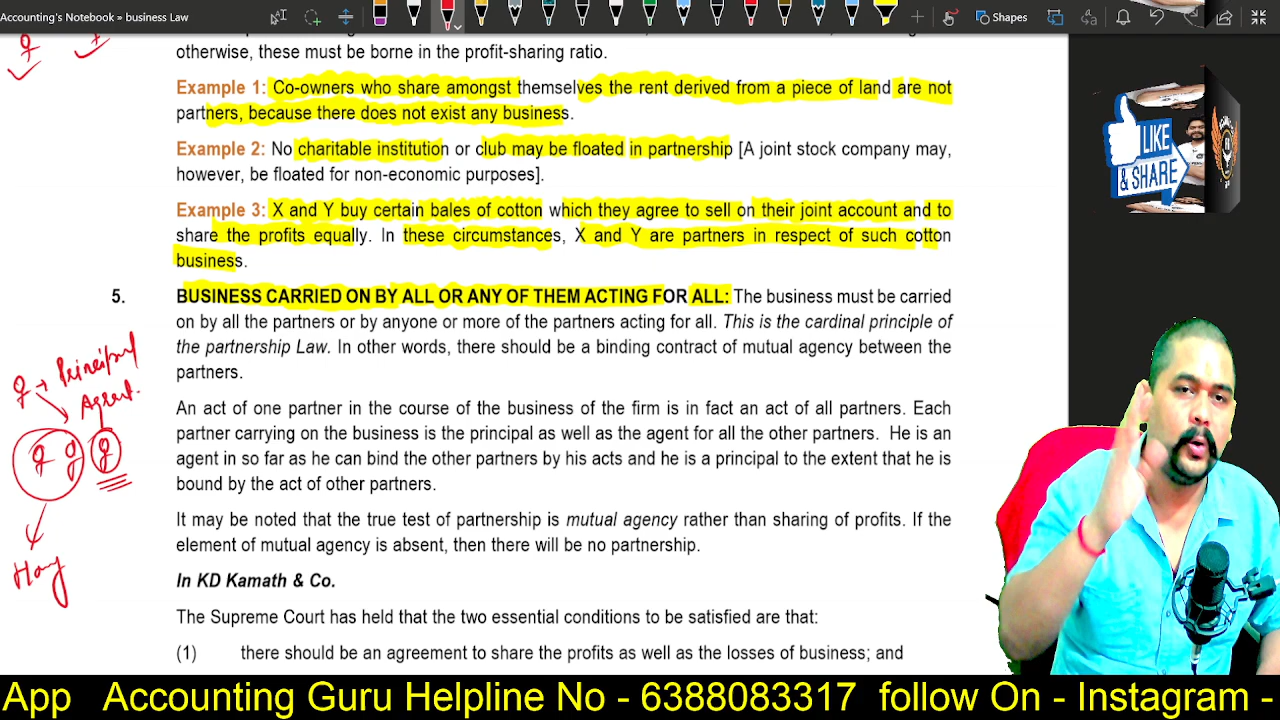 Accounting's Notebook » business Law
Shapes
otherwise, these must be borne in the profit-sharing ratio.
Example 1: Co-owners who share amongst themselves the rent derived from a piece of land are not
partners, because there does not exist any business.
Example 2: No charitable institution or club may be floated in partnership [A joint stock company may,
however, be floated for non-economic purposes].
Example 3: X and Y buy certain bales of cotton which they agree to sell on their joint account and to
share the profits equally. In these circumstances, X and Y are partners in respect of such cotton
business.
5. BUSINESS CARRIED ON BY ALL OR ANY OF THEM ACTING FOR ALL: The business must be carried
on by all the partners or by anyone or more of the partners acting for all. This is the cardinal principle of
the partnership Law. In other words, there should be a binding contract of mutual agency between the
partners.
Principal
Agent.
An act of one partner in the course of the business of the firm is in fact an act of all partners. Each
partner carrying on the business is the principal as well as the agent for all the other partners. He is an
agent in so far as he can bind the other partners by his acts and he is a principal to the extent that he is
bound by the act of other partners.
It may be noted that the true test of partnership is mutual agency rather than sharing of profits. If the
element of mutual agency is absent, then there will be no partnership.
In KD Kamath & Co.
The Supreme Court has held that the two essential conditions to be satisfied are that:
(1) there should be an agreement to share the profits as well as the losses of business; and
LIKE
& SHARE
App Accounting Guru Helpline No - 6388083317 follow On - Instagram -